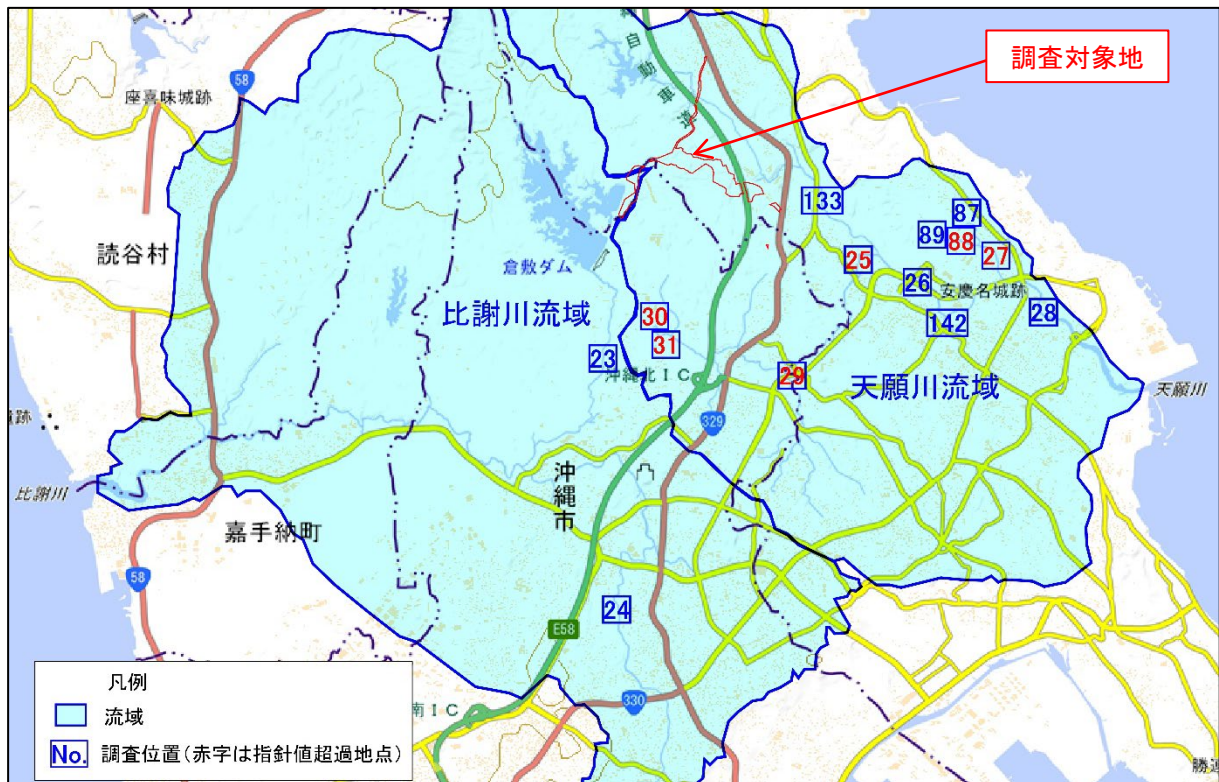 58
座喜味城跡
自動車道
調査対象地
133
87
89
88
読谷村
25
27
倉敷ダム
26
安慶名城跡
比謝川流域
30
28
142
31
23
沖縄北IC
29
天願川流域
天願川
跡
329
比謝川
沖縄市
嘉手納町
58
24
E58
凡例
流域
No. 調査位置(赤字は指針値超過地点)
南IC
330
勝連